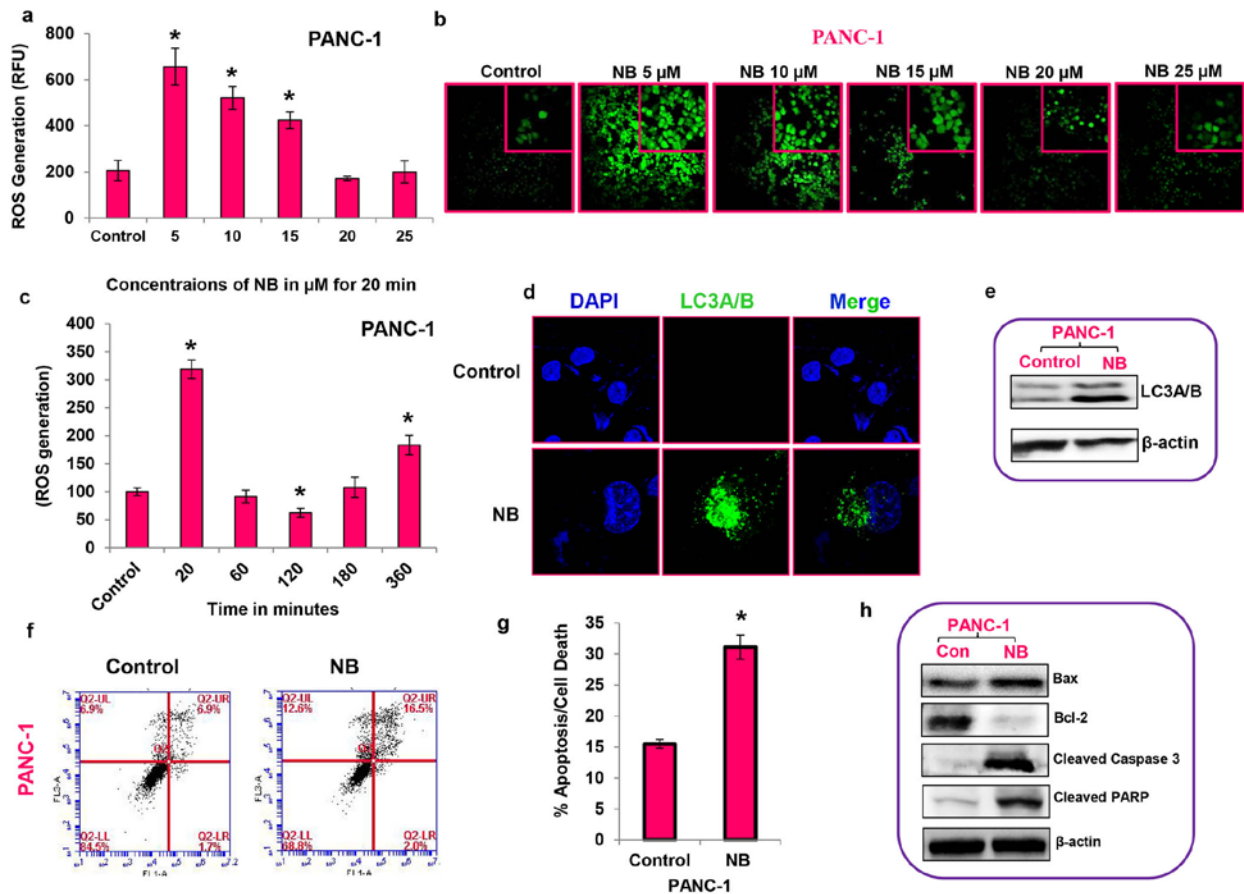 a
PANC-1
ROS Generation (RFU)
800
600
400
200
0
Control 5 10 15 20 25
Concentraions of NB in µM for 20 min
b
PANC-1
Control NB 5 µM NB 10 µM NB 15 µM NB 20 µM NB 25 µM
c
PANC-1
(ROS generation)
400
350
300
250
200
150
100
50
0
Control 20 60 120 180 360
Time in minutes
* * *
* * *
d
DAPI LC3A/B Merge
Control
NB
e
PANC-1
Control NB
LC3A/B
β-actin
f
Control NB
PANC-1
Q2-UL Q2-UR
6.9% 6.9%
Q2-LL Q2-LR
84.5% 1.7%
FL3-A
FL1-A
Q2-UL Q2-UR
12.6% 16.5%
Q2-LL Q2-LR
68.8% 2.0%
FL3-A
FL1-A
g
% Apoptosis/Cell Death
35
30
25
20
15
10
5
0
*
Control NB
PANC-1
h
PANC-1
Con NB
Bax
Bcl-2
Cleaved Caspase 3
Cleaved PARP
β-actin